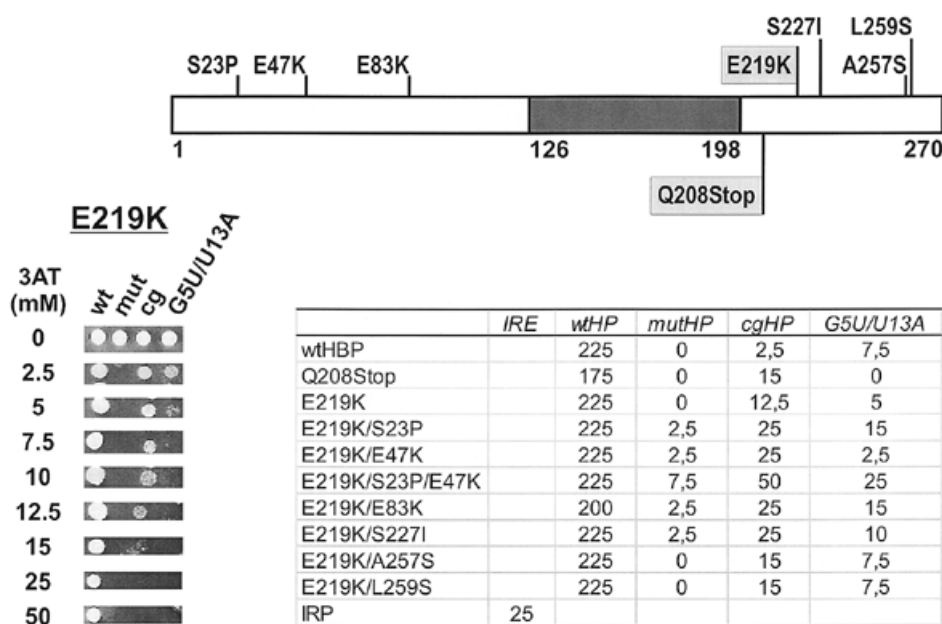 S227I L259S
S23P E47K E83K E219K A257S
1 126 198 270
Q208Stop
E219K
3AT
(mM)
wt mut cg G5U/U13A
0
2.5
5
7.5
10
12.5
15
25
50
IRE wtHP mutHP cgHP G5U/U13A
wtHBP 225 0 2,5 7,5
Q208Stop 175 0 15 0
E219K 225 0 12,5 5
E219K/S23P 225 2,5 25 15
E219K/E47K 225 2,5 25 2,5
E219K/S23P/E47K 225 7,5 50 25
E219K/E83K 200 2,5 25 15
E219K/S227I 225 2,5 25 10
E219K/A257S 225 0 15 7,5
E219K/L259S 225 0 15 7,5
IRP 25